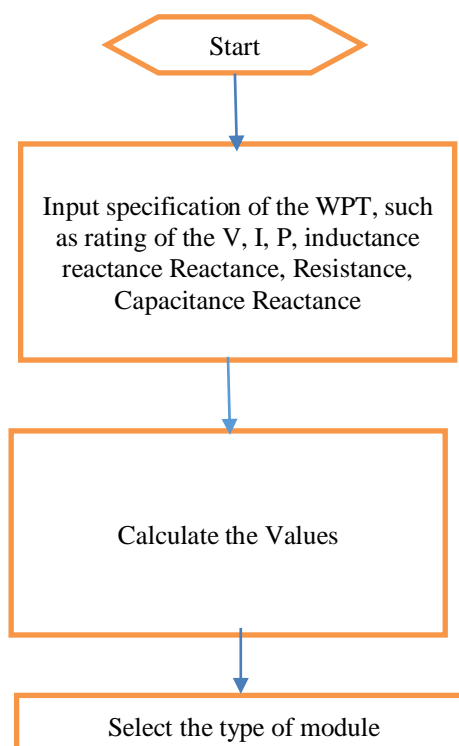 Start
Input specification of the WPT, such
as rating of the V, I, P, inductance
reactance Reactance, Resistance,
Capacitance Reactance
Calculate the Values
Select the type of module